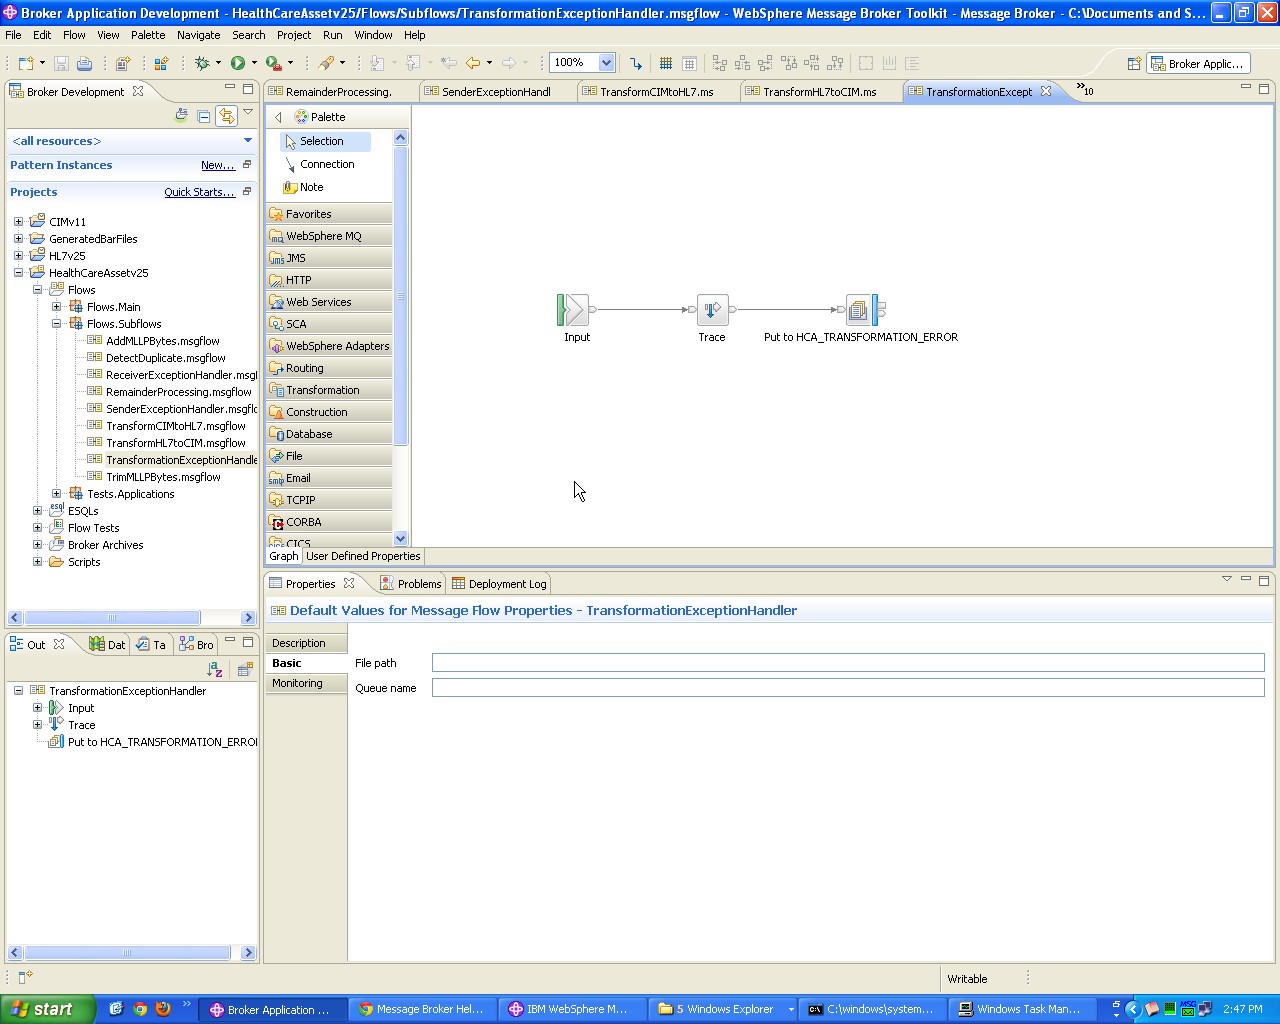 Broker Application Development - HealthCareAssetv25/Flows/Subflows/TransformationExceptionHandler.msgflow - WebSphere Message Broker Toolkit - Message Broker - C:\Documents and S...
File Edit Flow View Palette Navigate Search Project Run Window Help
100%
Broker Applic...
Broker Development
RemainderProcessing.
SenderExceptionHandl
TransformCIMtoHL7.ms
TransformHL7toCIM.ms
TransformationExcept
»10
<all resources>
Pattern Instances
New...
Projects
Quick Starts...
CIMv11
GeneratedBarFiles
HL7v25
HealthCareAssetv25
Flows
Flows.Main
Flows.Subflows
AddMLLPBytes.msgflow
DetectDuplicate.msgflow
ReceiverExceptionHandler.msgfl
RemainderProcessing.msgflow
SenderExceptionHandler.msgflo
TransformCIMtoHL7.msgflow
TransformHL7toCIM.msgflow
TransformationExceptionHandle
TrimMLLPBytes.msgflow
Tests.Applications
esql
ESQLs
Flow Tests
Broker Archives
Scripts
Palette
Selection
Connection
Note
Favorites
WebSphere MQ
JMS
HTTP
Web Services
SCA
WebSphere Adapters
Routing
Transformation
Construction
Database
File
Email
TCPIP
CORBA
CICS
Input
Trace
Put to HCA_TRANSFORMATION_ERROR
Graph
User Defined Properties
Properties
Problems
Deployment Log
Default Values for Message Flow Properties - TransformationExceptionHandler
Description
Basic
Monitoring
File path
Queue name
Out
Dat
Ta
Bro
TransformationExceptionHandler
Input
Trace
Put to HCA_TRANSFORMATION_ERRO
Writable
start
»
Broker Application ...
Message Broker Hel...
IBM WebSphere M...
5 Windows Explorer
C:\windows\system...
Windows Task Man...
5
MSG
2:47 PM